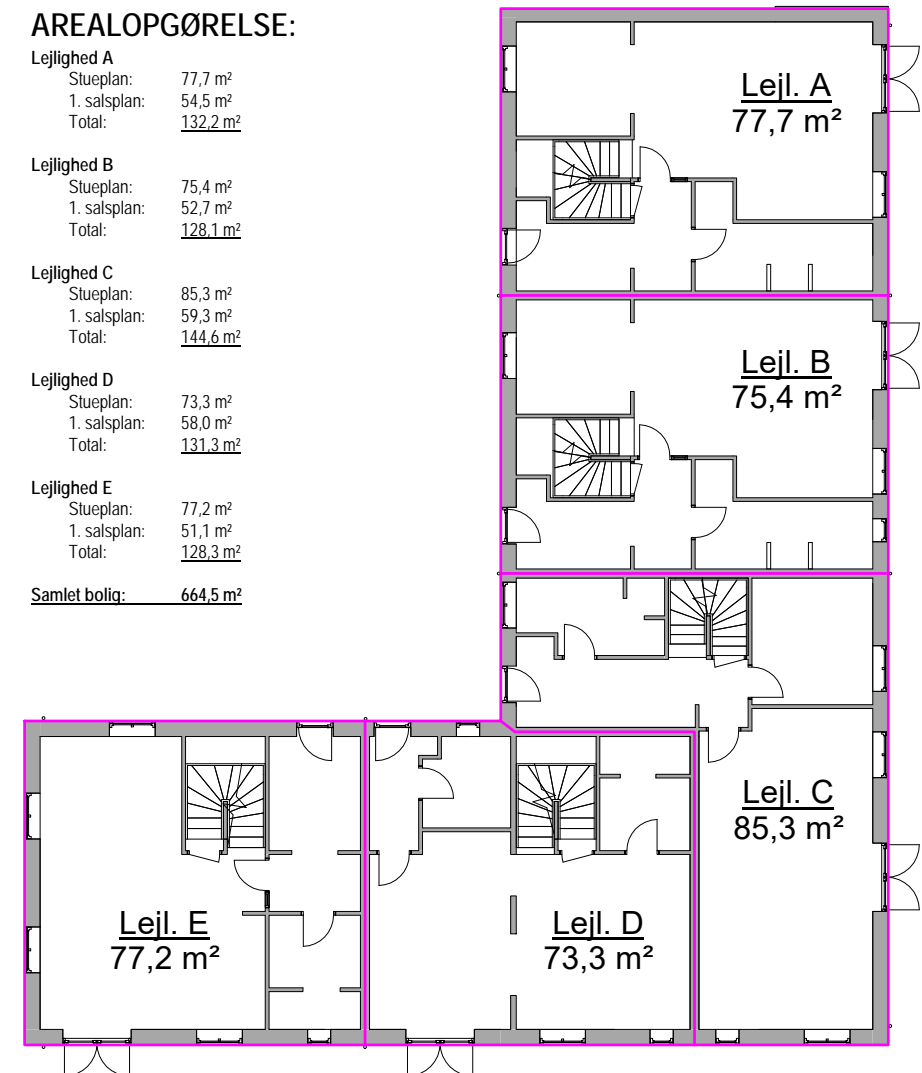 AREALOPGØRELSE:
Lejlighed A
Stueplan: 77,7 m²
1. salsplan: 54,5 m²
Total: 132,2 m²
Lejlighed B
Stueplan: 75,4 m²
1. salsplan: 52,7 m²
Total: 128,1 m²
Lejlighed C
Stueplan: 85,3 m²
1. salsplan: 59,3 m²
Total: 144,6 m²
Lejlighed D
Stueplan: 73,3 m²
1. salsplan: 58,0 m²
Total: 131,3 m²
Lejlighed E
Stueplan: 77,2 m²
1. salsplan: 51,1 m²
Total: 128,3 m²
Samlet bolig: 664,5 m²
Lejl. A
77,7 m²
Lejl. B
75,4 m²
Lejl. C
85,3 m²
Lejl. E
77,2 m²
Lejl. D
73,3 m²